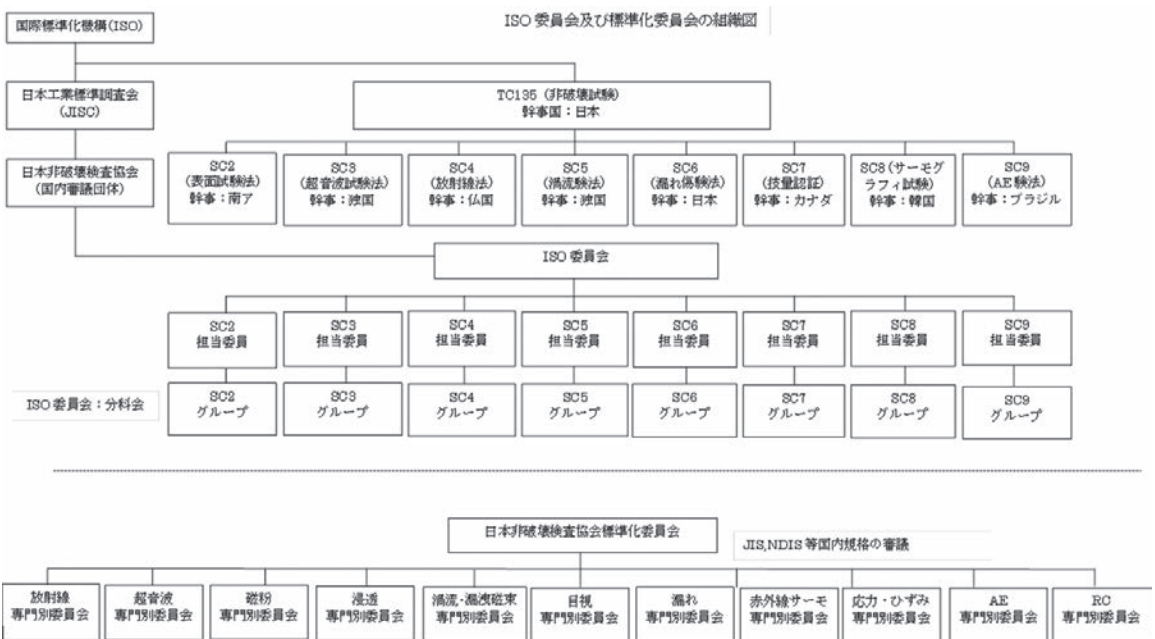 ISO 委員会及び標準化委員会の組織図
国際標準化機構(ISO)
日本工業標準調査会
(JISC)
TC135 (非破壊試験)
幹事国：日本
日本非破壊検査協会
(国内審議団体)
SC2
(表面試験法)
幹事：南ア
SC3
(超音波試験法)
幹事：独国
SC4
(放射線法)
幹事：仏国
SC5
(渦流験法)
幹事：独国
SC6
(漏れ傷験法)
幹事：日本
SC7
(技量認証)
幹事：カナダ
SC8(サーモグ
ラフィ試験)
幹事：韓国
SC9
(AE験法)
幹事：ブラジル
ISO 委員会
SC2
担当委員
SC3
担当委員
SC4
担当委員
SC5
担当委員
SC6
担当委員
SC7
担当委員
SC8
担当委員
SC9
担当委員
ISO 委員会：分科会
SC2
グループ
SC3
グループ
SC4
グループ
SC5
グループ
SC6
グループ
SC7
グループ
SC8
グループ
SC9
グループ
日本非破壊検査協会標準化委員会
JIS,NDIS 等国内規格の審議
放射線
専門別委員会
超音波
専門別委員会
磁粉
専門別委員会
浸透
専門別委員会
渦流・漏洩磁束
専門別委員会
目視
専門別委員会
漏れ
専門別委員会
赤外線サーモ
専門別委員会
応力・ひずみ
専門別委員会
AE
専門別委員会
RC
専門別委員会